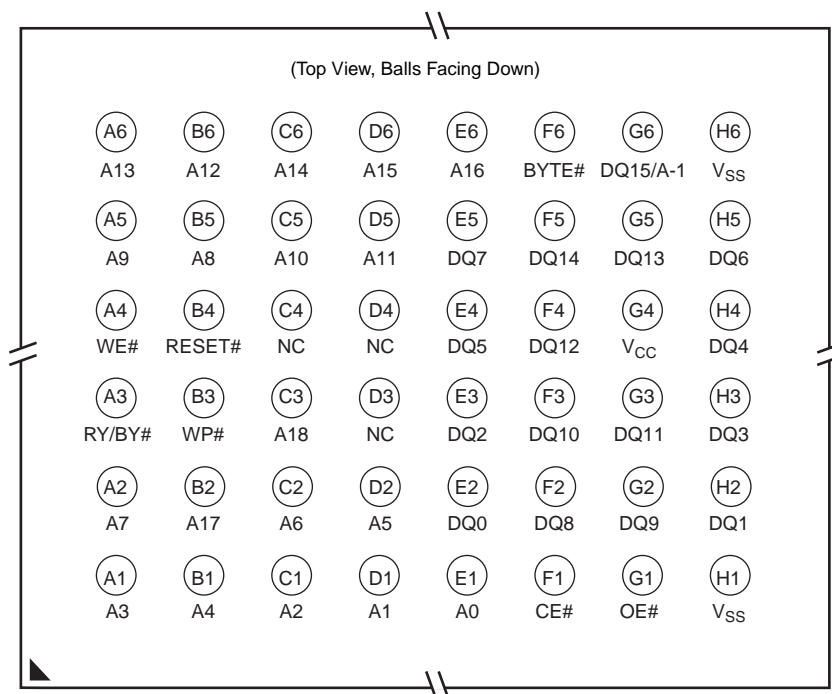 (Top View, Balls Facing Down)
A6 B6 C6 D6 E6 F6 G6 H6
A13 A12 A14 A15 A16 BYTE# DQ15/A-1 VSS
A5 B5 C5 D5 E5 F5 G5 H5
A9 A8 A10 A11 DQ7 DQ14 DQ13 DQ6
A4 B4 C4 D4 E4 F4 G4 H4
WE# RESET# NC NC DQ5 DQ12 VCC DQ4
A3 B3 C3 D3 E3 F3 G3 H3
RY/BY# WP# A18 NC DQ2 DQ10 DQ11 DQ3
A2 B2 C2 D2 E2 F2 G2 H2
A7 A17 A6 A5 DQ0 DQ8 DQ9 DQ1
A1 B1 C1 D1 E1 F1 G1 H1
A3 A4 A2 A1 A0 CE# OE# VSS